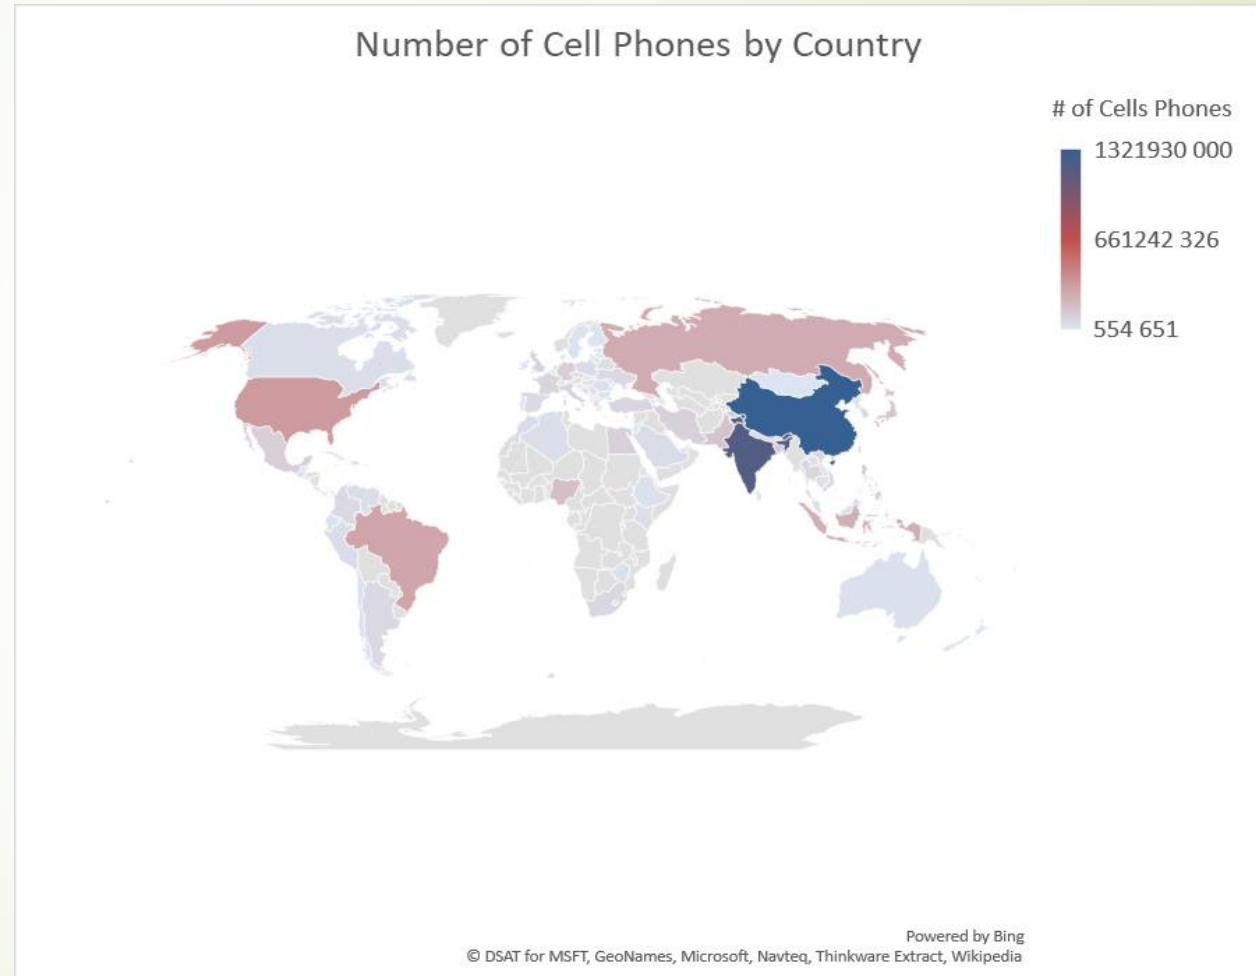 Number of Cell Phones by Country
# of Cells Phones
1321930 000
661242 326
554 651
Powered by Bing
© DSAT for MSFT, GeoNames, Microsoft, Navteq, Thinkware Extract, Wikipedia